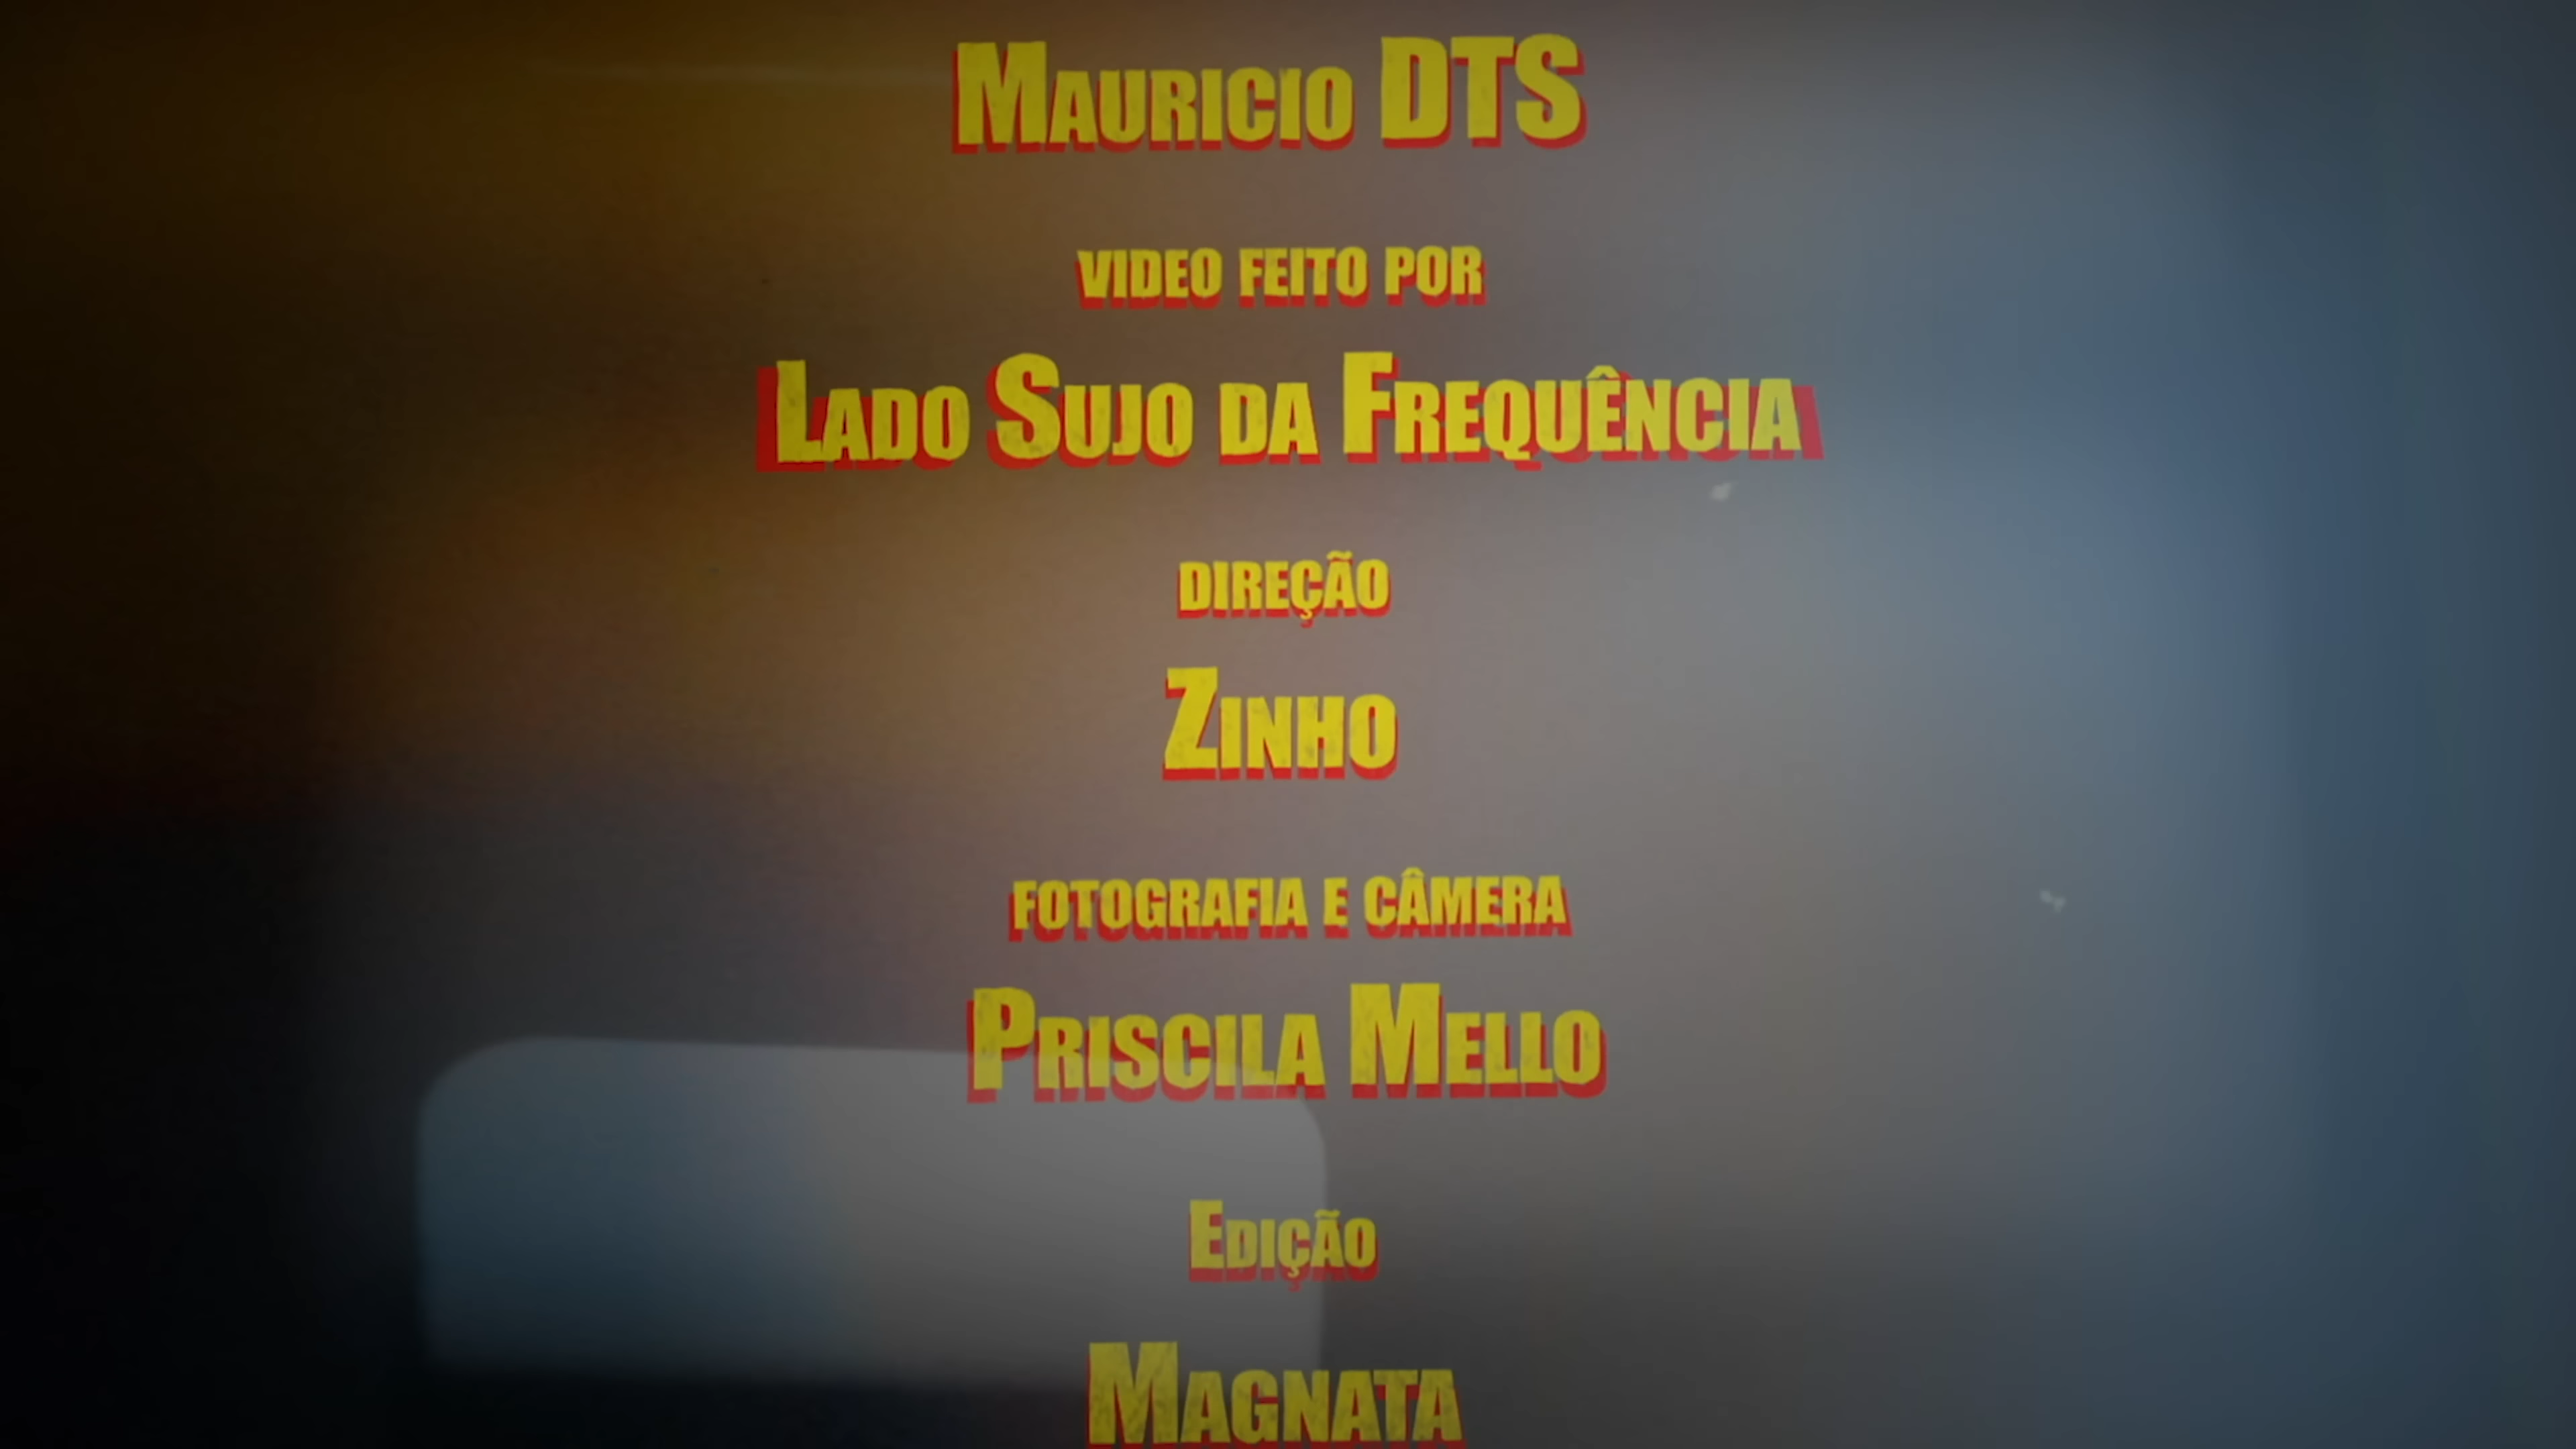 Mauricio DTS
VIDEO FEITO POR
Lado Sujo da Frequência
DIREÇÃO
Zinho
FOTOGRAFIA E CÂMERA
Priscila Mello
Edição
Magnata